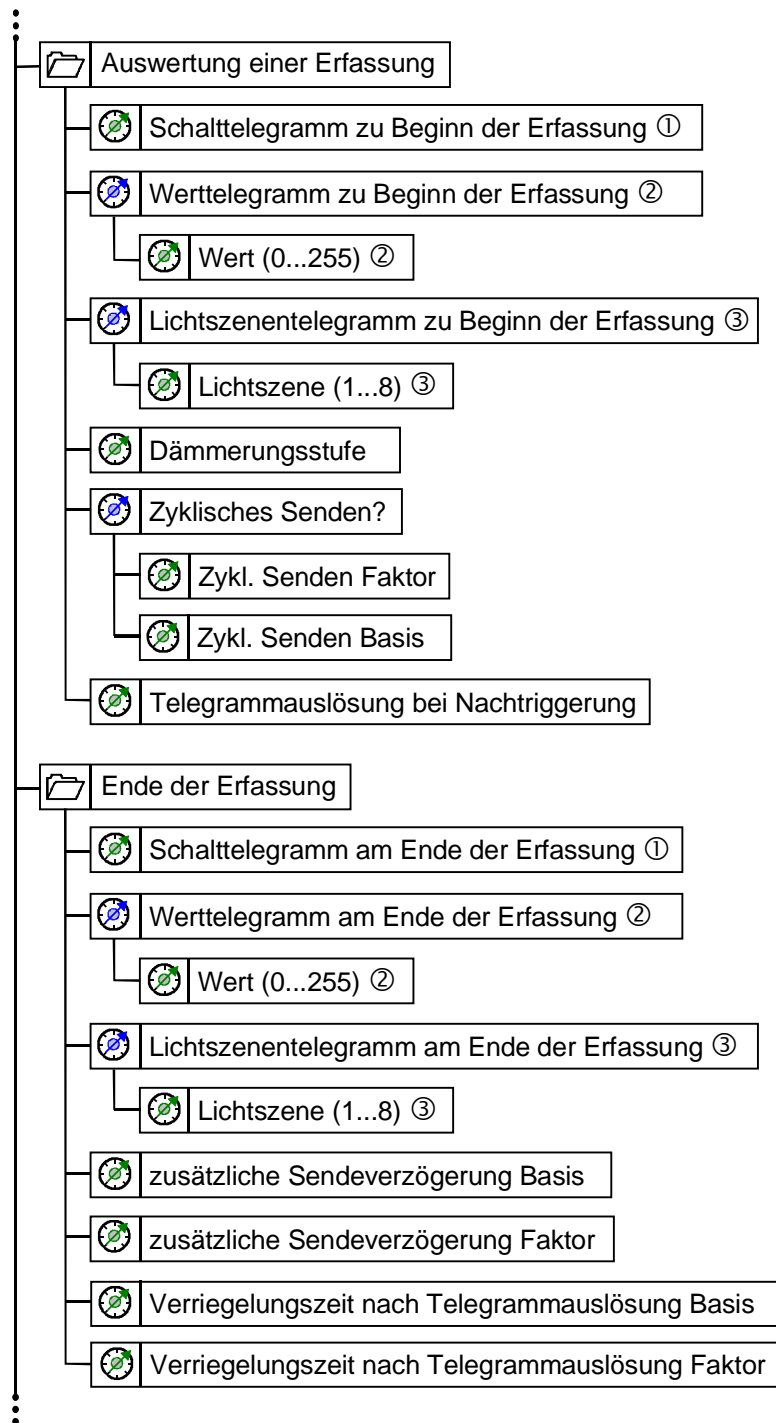 Auswertung einer Erfassung
Schalttelegramm zu Beginn der Erfassung ①
Werttelegramm zu Beginn der Erfassung ②
Wert (0...255) ②
Lichtszenentelegramm zu Beginn der Erfassung ③
Lichtszene (1...8) ③
Dämmerungsstufe
Zyklisches Senden?
Zykl. Senden Faktor
Zykl. Senden Basis
Telegrammauslösung bei Nachtriggerung
Ende der Erfassung
Schalttelegramm am Ende der Erfassung ①
Werttelegramm am Ende der Erfassung ②
Wert (0...255) ②
Lichtszenentelegramm am Ende der Erfassung ③
Lichtszene (1...8) ③
zusätzliche Sendeverzögerung Basis
zusätzliche Sendeverzögerung Faktor
Verriegelungszeit nach Telegrammauslösung Basis
Verriegelungszeit nach Telegrammauslösung Faktor